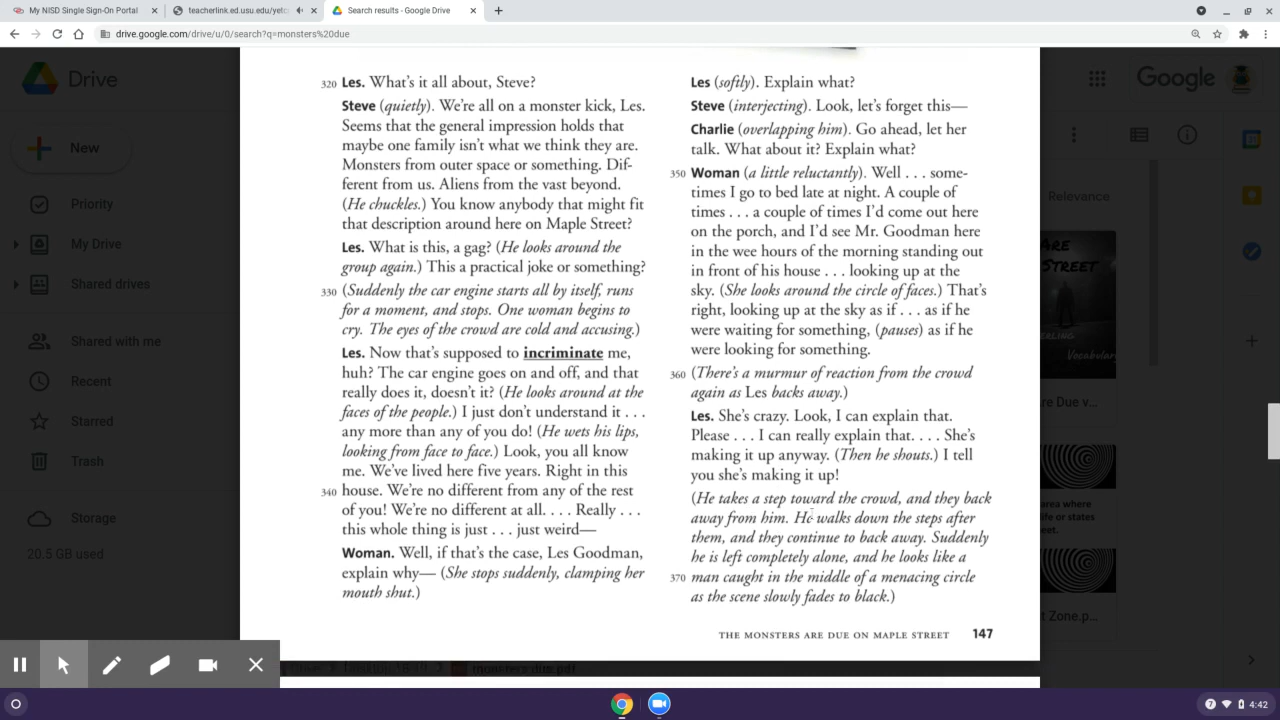 My NISD Single Sign-On Portal
teacherlink.ed.usu.edu/yetc
Search results - Google Drive
drive.google.com/drive/u/0/search?q=monsters%20due
Drive
Google
New
Priority
My Drive
Shared drives
Shared with me
Recent
Starred
Trash
Storage
20.5 GB used
Relevance
320 Les. What's it all about, Steve?
Steve (quietly). We're all on a monster kick, Les.
Seems that the general impression holds that
maybe one family isn't what we think they are.
Monsters from outer space or something. Dif-
ferent from us. Aliens from the vast beyond.
(He chuckles.) You know anybody that might fit
that description around here on Maple Street?
Les. What is this, a gag? (He looks around the
group again.) This a practical joke or something?
330 (Suddenly the car engine starts all by itself, runs
for a moment, and stops. One woman begins to
cry. The eyes of the crowd are cold and accusing.)
Les. Now that's supposed to incriminate me,
huh? The car engine goes on and off, and that
really does it, doesn't it? (He looks around at the
faces of the people.) I just don't understand it . . .
any more than any of you do! (He wets his lips,
looking from face to face.) Look, you all know
me. We've lived here five years. Right in this
340 house. We're no different from any of the rest
of you! We're no different at all. . . . Really . . .
this whole thing is just . . . just weird—
Woman. Well, if that's the case, Les Goodman,
explain why— (She stops suddenly, clamping her
mouth shut.)
Les (softly). Explain what?
Steve (interjecting). Look, let's forget this—
Charlie (overlapping him). Go ahead, let her
talk. What about it? Explain what?
350 Woman (a little reluctantly). Well . . . some-
times I go to bed late at night. A couple of
times . . . a couple of times I'd come out here
on the porch, and I'd see Mr. Goodman here
in the wee hours of the morning standing out
in front of his house . . . looking up at the
sky. (She looks around the circle of faces.) That's
right, looking up at the sky as if . . . as if he
were waiting for something, (pauses) as if he
were looking for something.
360 (There's a murmur of reaction from the crowd
again as Les backs away.)
Les. She's crazy. Look, I can explain that.
Please . . . I can really explain that. . . . She's
making it up anyway. (Then he shouts.) I tell
you she's making it up!
(He takes a step toward the crowd, and they back
away from him. He walks down the steps after
them, and they continue to back away. Suddenly
he is left completely alone, and he looks like a
370 man caught in the middle of a menacing circle
as the scene slowly fades to black.)
THE MONSTERS ARE DUE ON MAPLE STREET 147
ARE
STREET
ERLING
Vocabular
re Due v...
area where
life or states
eet.
t Zone.p...
monsters due.pdf
7
4:42